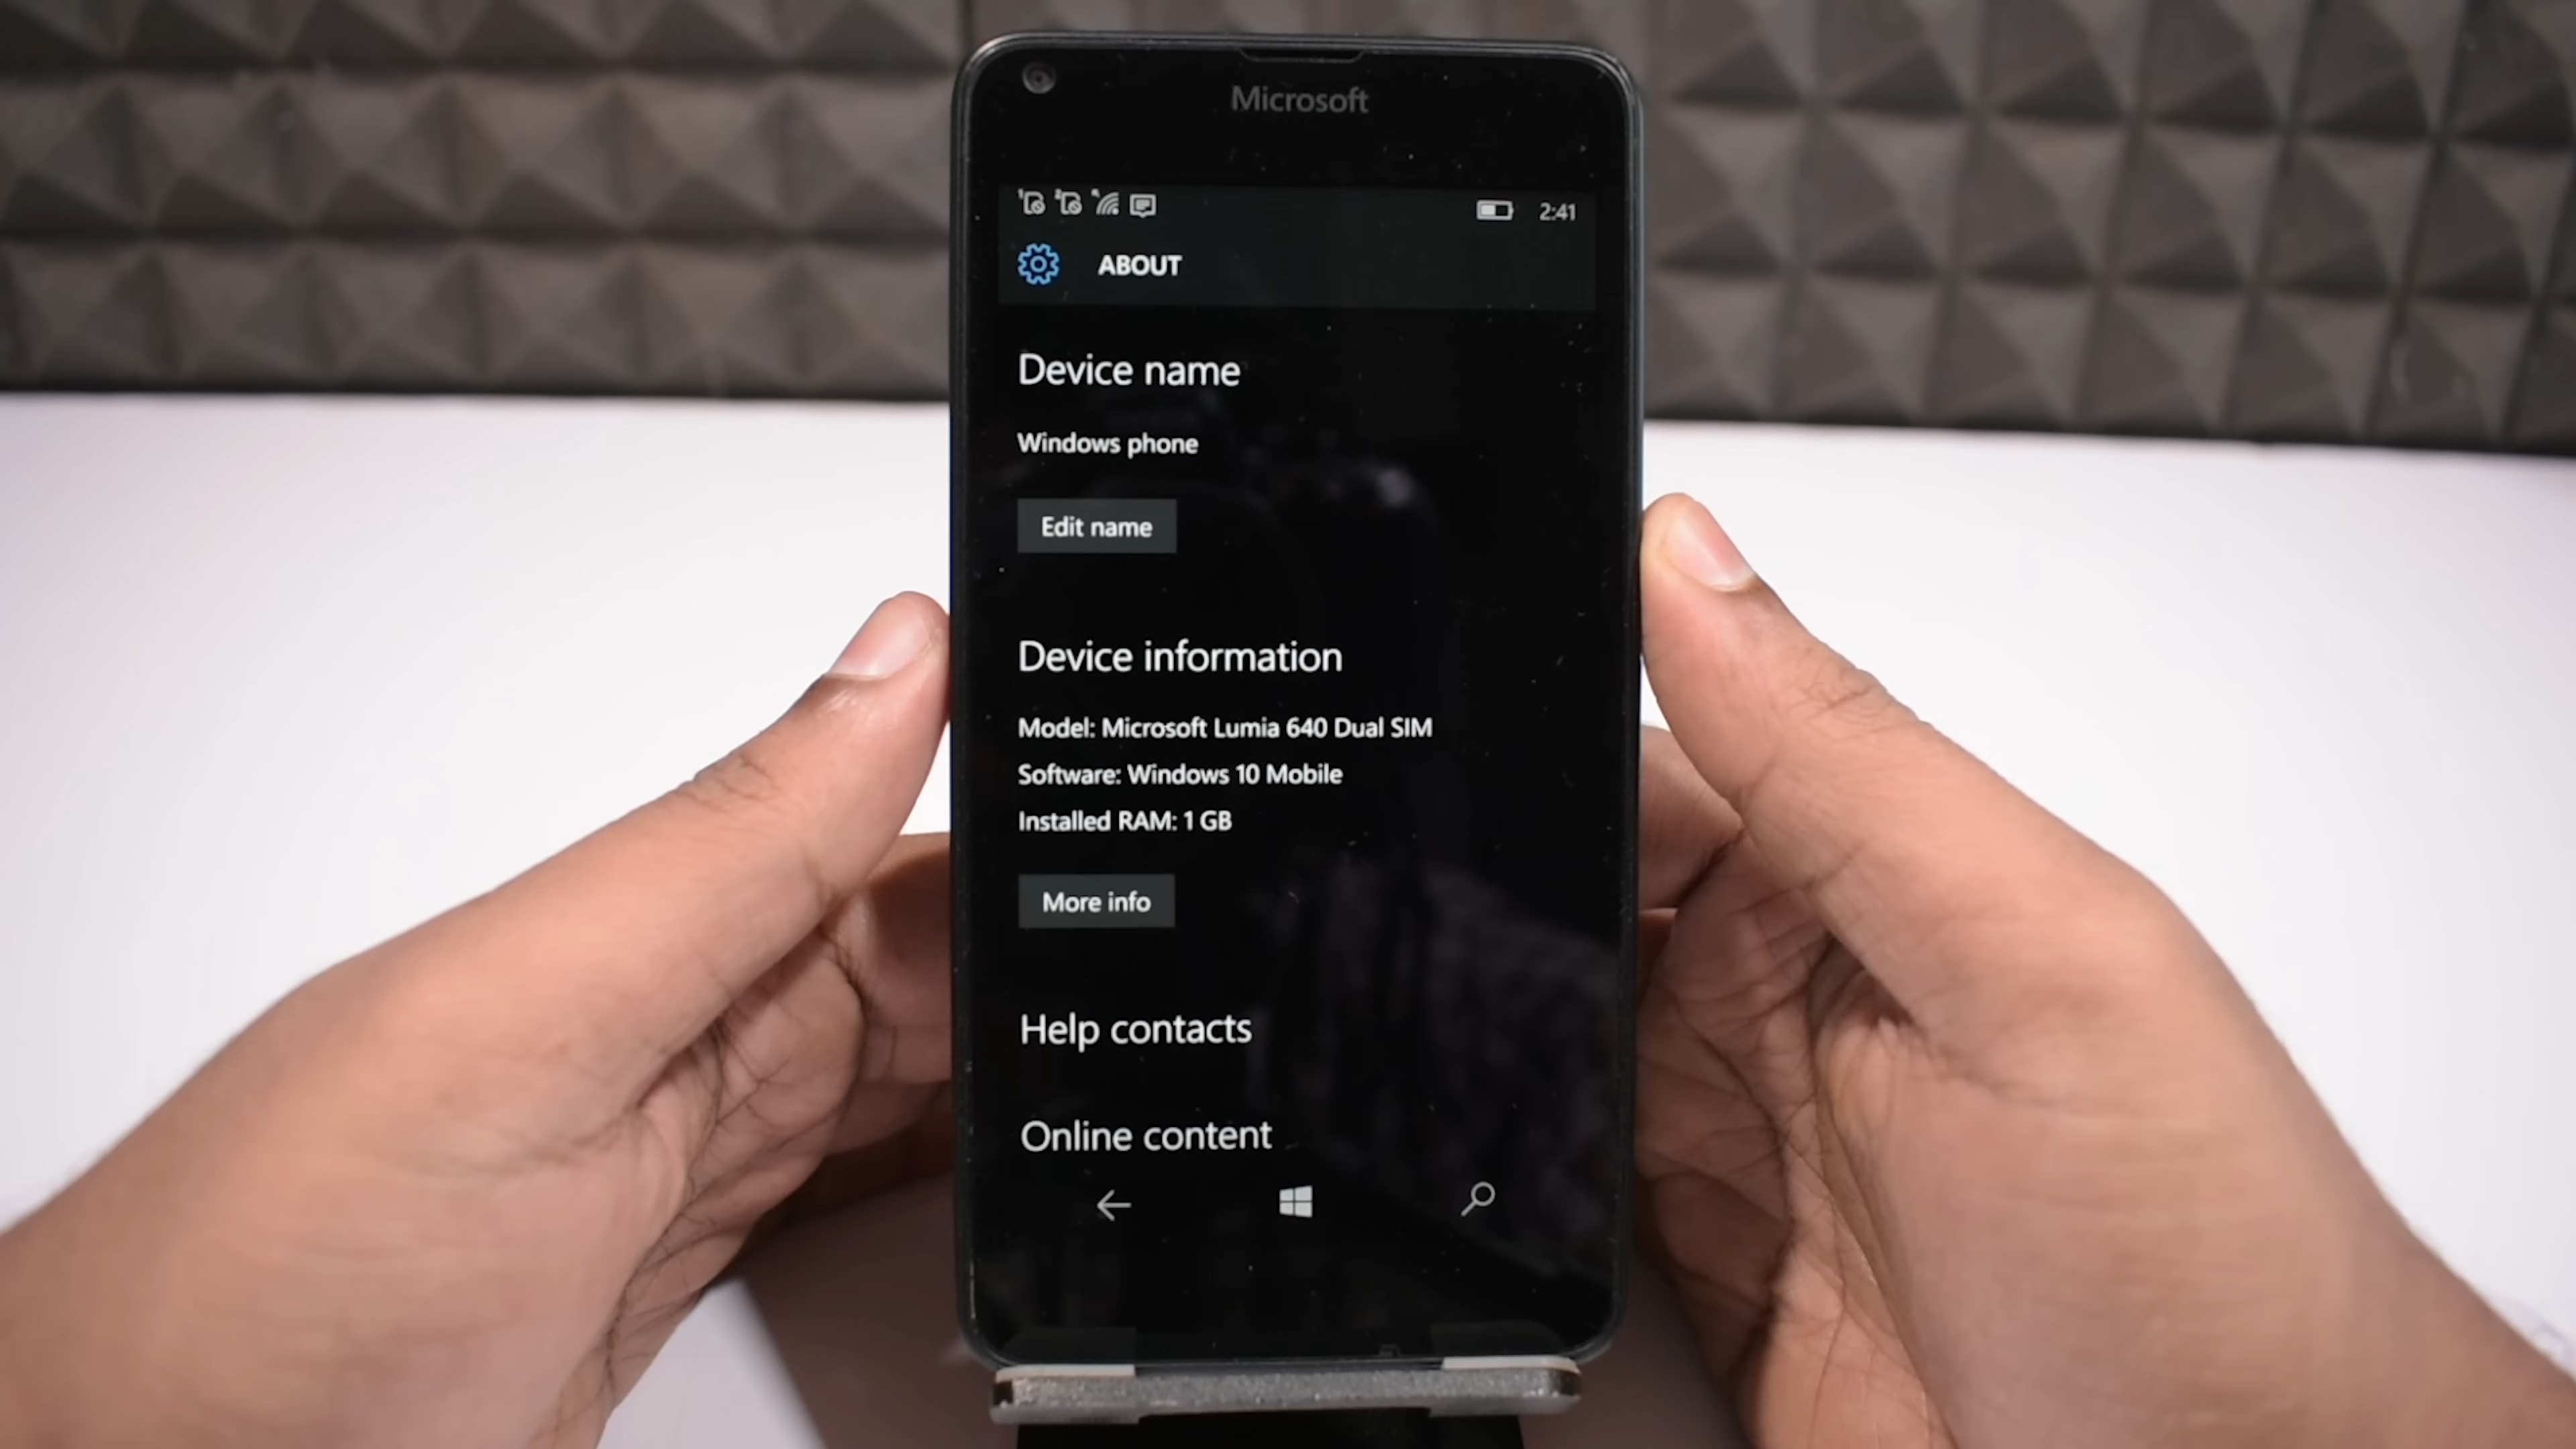 Microsoft
2:41
ABOUT
Device name
Windows phone
Edit name
Device information
Model: Microsoft Lumia 640 Dual SIM
Software: Windows 10 Mobile
Installed RAM: 1 GB
More info
Help contacts
Online content